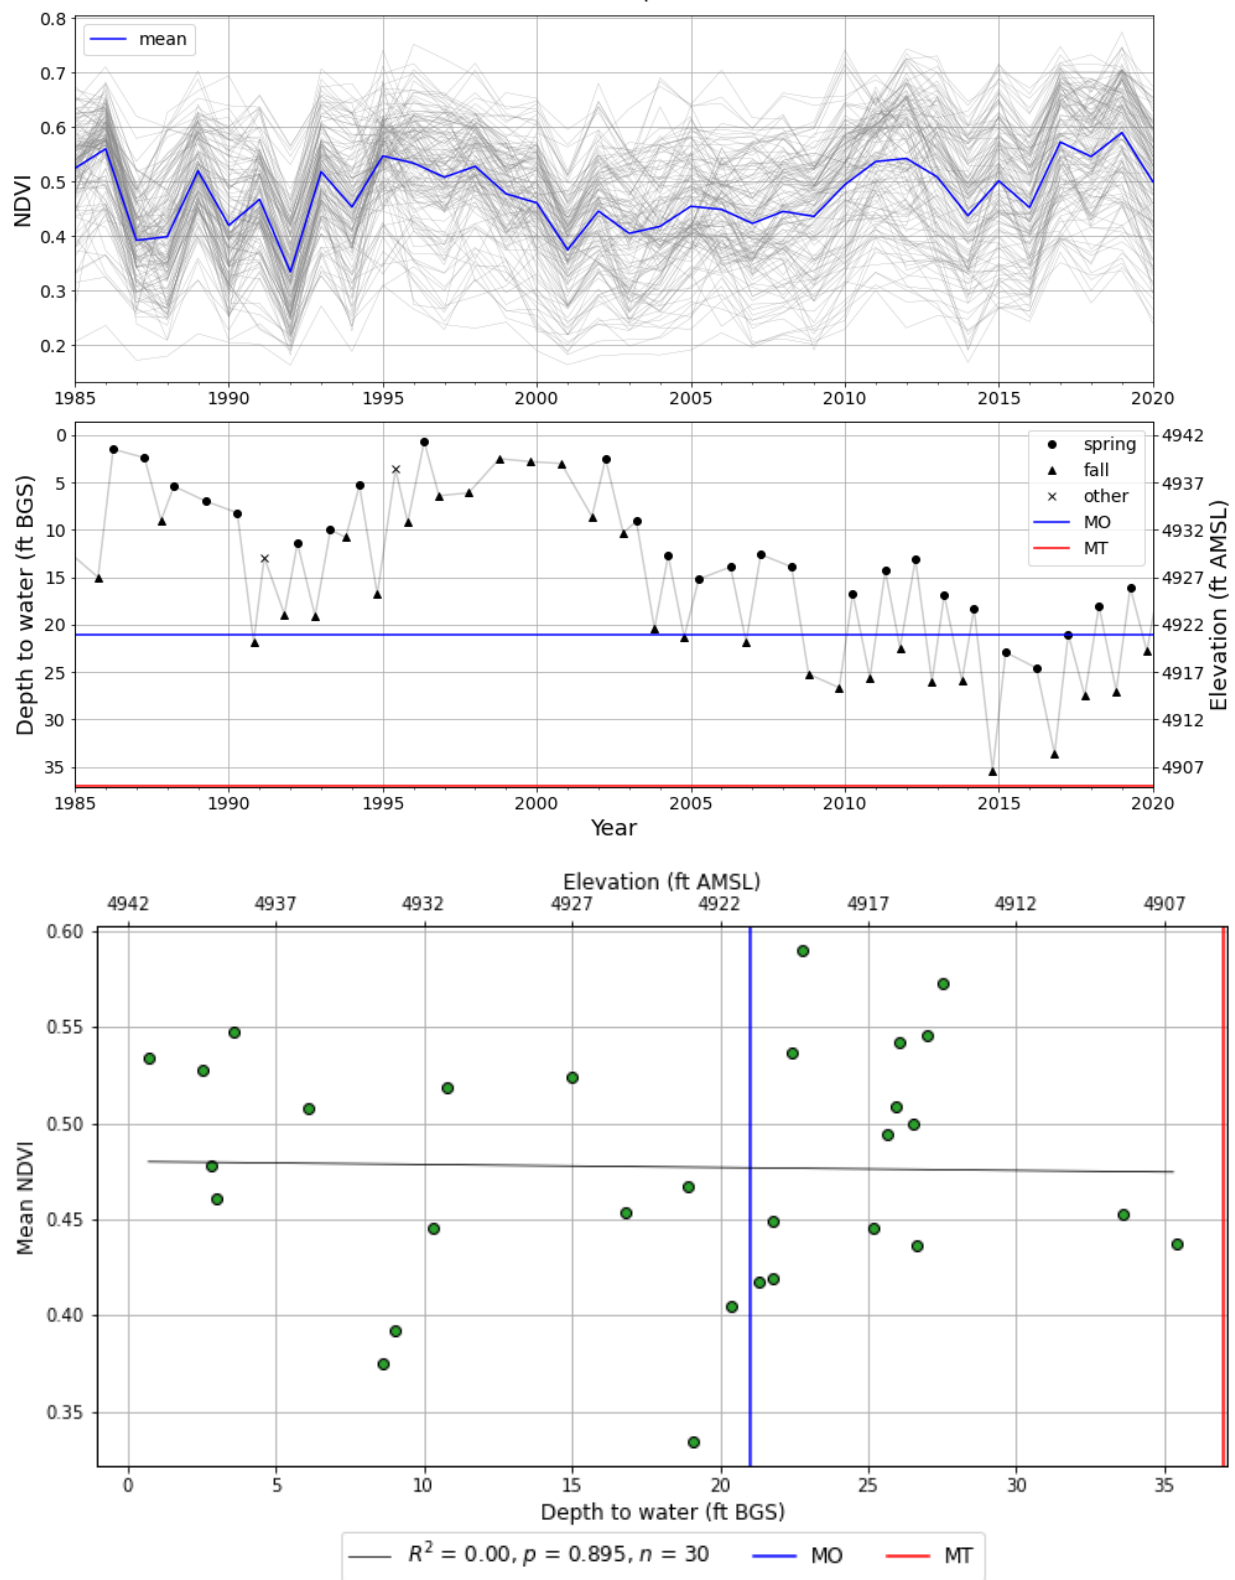 0.8
0.7
0.6
0.5
0.4
0.3
0.2
NDVI
mean
1985 1990 1995 2000 2005 2010 2015 2020
0
5
10
15
20
25
30
35
Depth to water (ft BGS)
spring
fall
other
MO
MT
4942
4937
4932
4927
4922
4917
4912
4907
Elevation (ft AMSL)
1985 1990 1995 2000 2005 2010 2015 2020
Year
Elevation (ft AMSL)
4942 4937 4932 4927 4922 4917 4912 4907
0.60
0.55
0.50
0.45
0.40
0.35
Mean NDVI
0 5 10 15 20 25 30 35
Depth to water (ft BGS)
R² = 0.00, p = 0.895, n = 30 MO MT